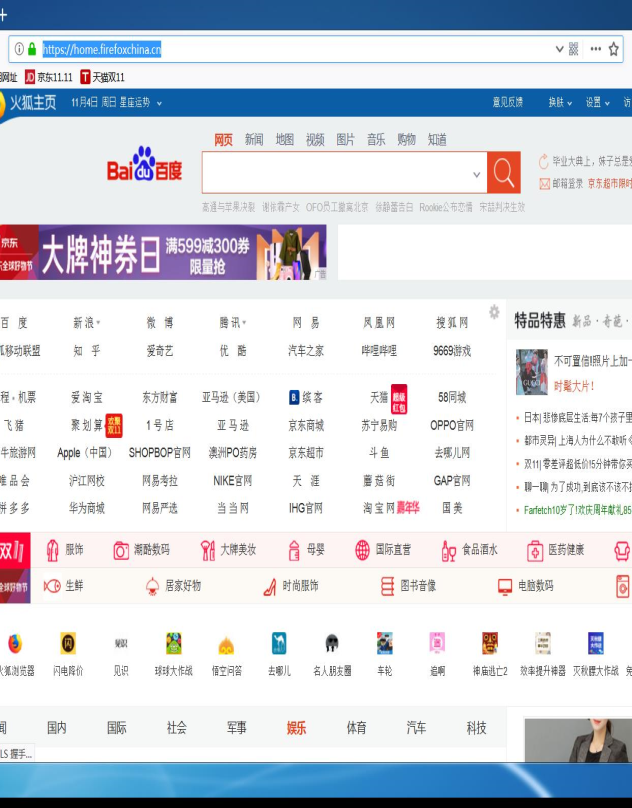 https://home.firefoxchina.cn
网址 京东11.11 天猫双11
火狐主页 11月4日 周日 星座运势 意见反馈 换肤 设置 访
网页 新闻 地图 视频 图片 音乐 购物 知道
Bai du 百度
毕业大典上，妹子总是
邮箱登录 京东超市限时
高通与苹果决裂 谢依霖产女 OFO员工撤离北京 徐静蕾告白 Rookie公布恋情 宋喆判决生效
京东
全球好物节
大牌神券日 满599减300券
限量抢
广告
百 度 新浪 微 博 腾讯 网 易 凤凰网 搜狐网
移动联盟 知 乎 爱奇艺 优 酷 汽车之家 哔哩哔哩 9669游戏
特品特惠 新品·奇葩·
不可置信!照片上加一
时髦大片！
程·机票 爱淘宝 东方财富 亚马逊（美国） B. 缤客 天猫 超级红包 58同城
飞 猪 聚划算 欢聚双11 1 号 店 亚 马 逊 京东商城 苏宁易购 OPPO官网
牛旅游网 Apple（中国） SHOPBOP官网 澳洲PO药房 京东超市 斗 鱼 去哪儿网
唯 品 会 沪江网校 网易考拉 NIKE官网 天 涯 蘑菇街 GAP官网
拼 多 多 华为商城 网易严选 当 当 网 IHG官网 淘宝网 嘉年华 国 美
日本| 悲惨底层生活:每7个孩子里
都市灵异| 上海人为什么不敢听《
双11| 零差评超低价!5分钟带你买
聊一聊| 为了成功,到底该不该不择
Farfetch10岁了!欢庆周年献礼85
双11 服饰 潮酷数码 大牌美妆 母婴 国际直营 食品酒水 医药健康
全球好物节 生鲜 居家好物 时尚服饰 图书音像 电脑数码
火狐浏览器 闪电降价 见识 球球大作战 悟空问答 去哪儿 名人朋友圈 车轮 追啊 神庙逃亡2 效率提升神器 灭秋膘大作战
闻 国内 国际 社会 军事 娱乐 体育 汽车 科技
LS 握手...